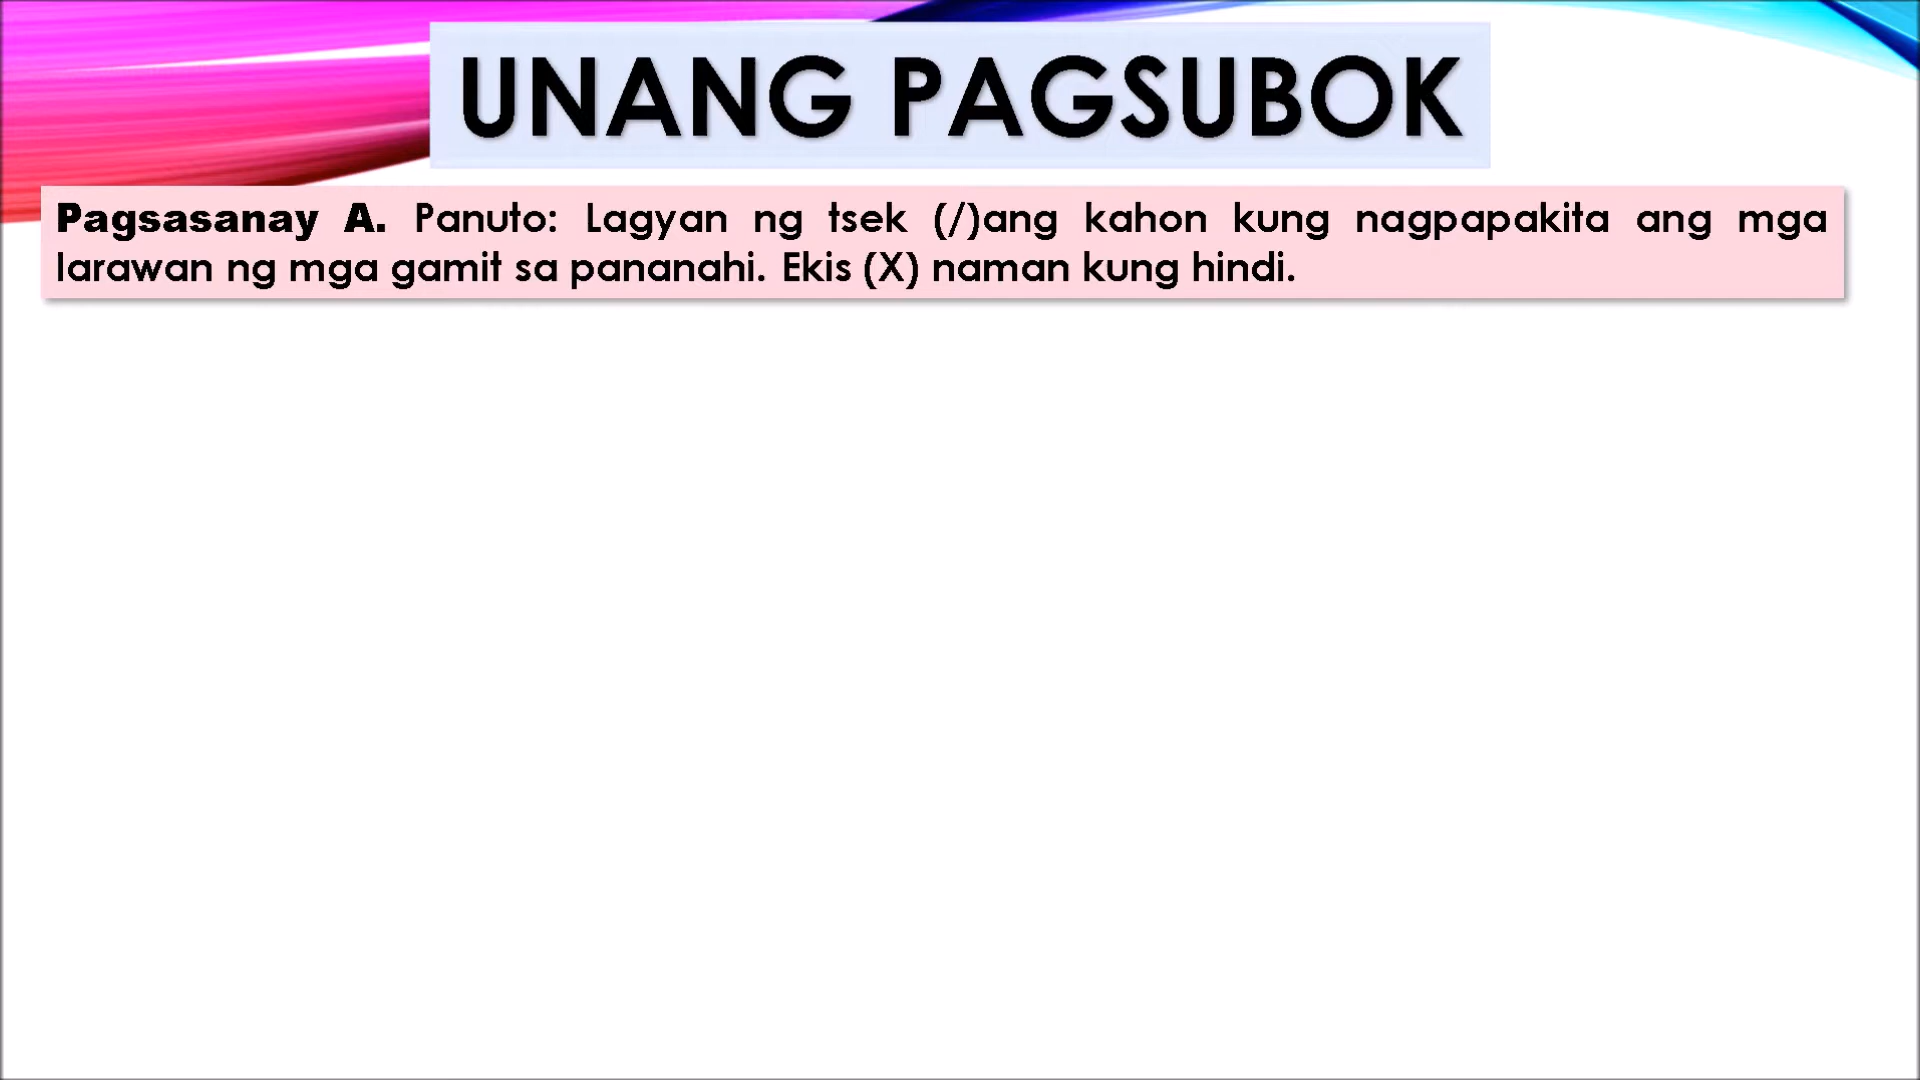 UNANG PAGSUBOK
Pagsasanay A. Panuto: Lagyan ng tsek (/)ang kahon kung nagpapakita ang mga
larawan ng mga gamit sa pananahi. Ekis (X) naman kung hindi.